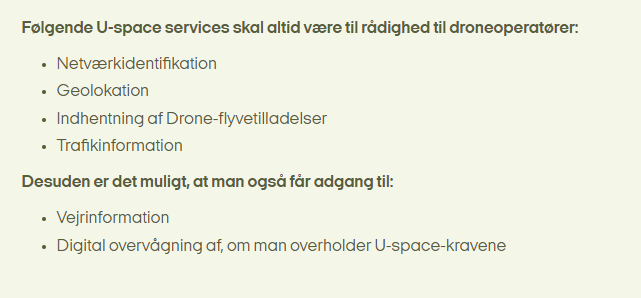 Følgende U-space services skal altid være til rådighed til droneoperatører:
• Netværkidentifikation
• Geolokation
• Indhentning af Drone-flyvetilladelser
• Trafikinformation
Desuden er det muligt, at man også får adgang til:
• Vejrinformation
• Digital overvågning af, om man overholder U-space-kravene